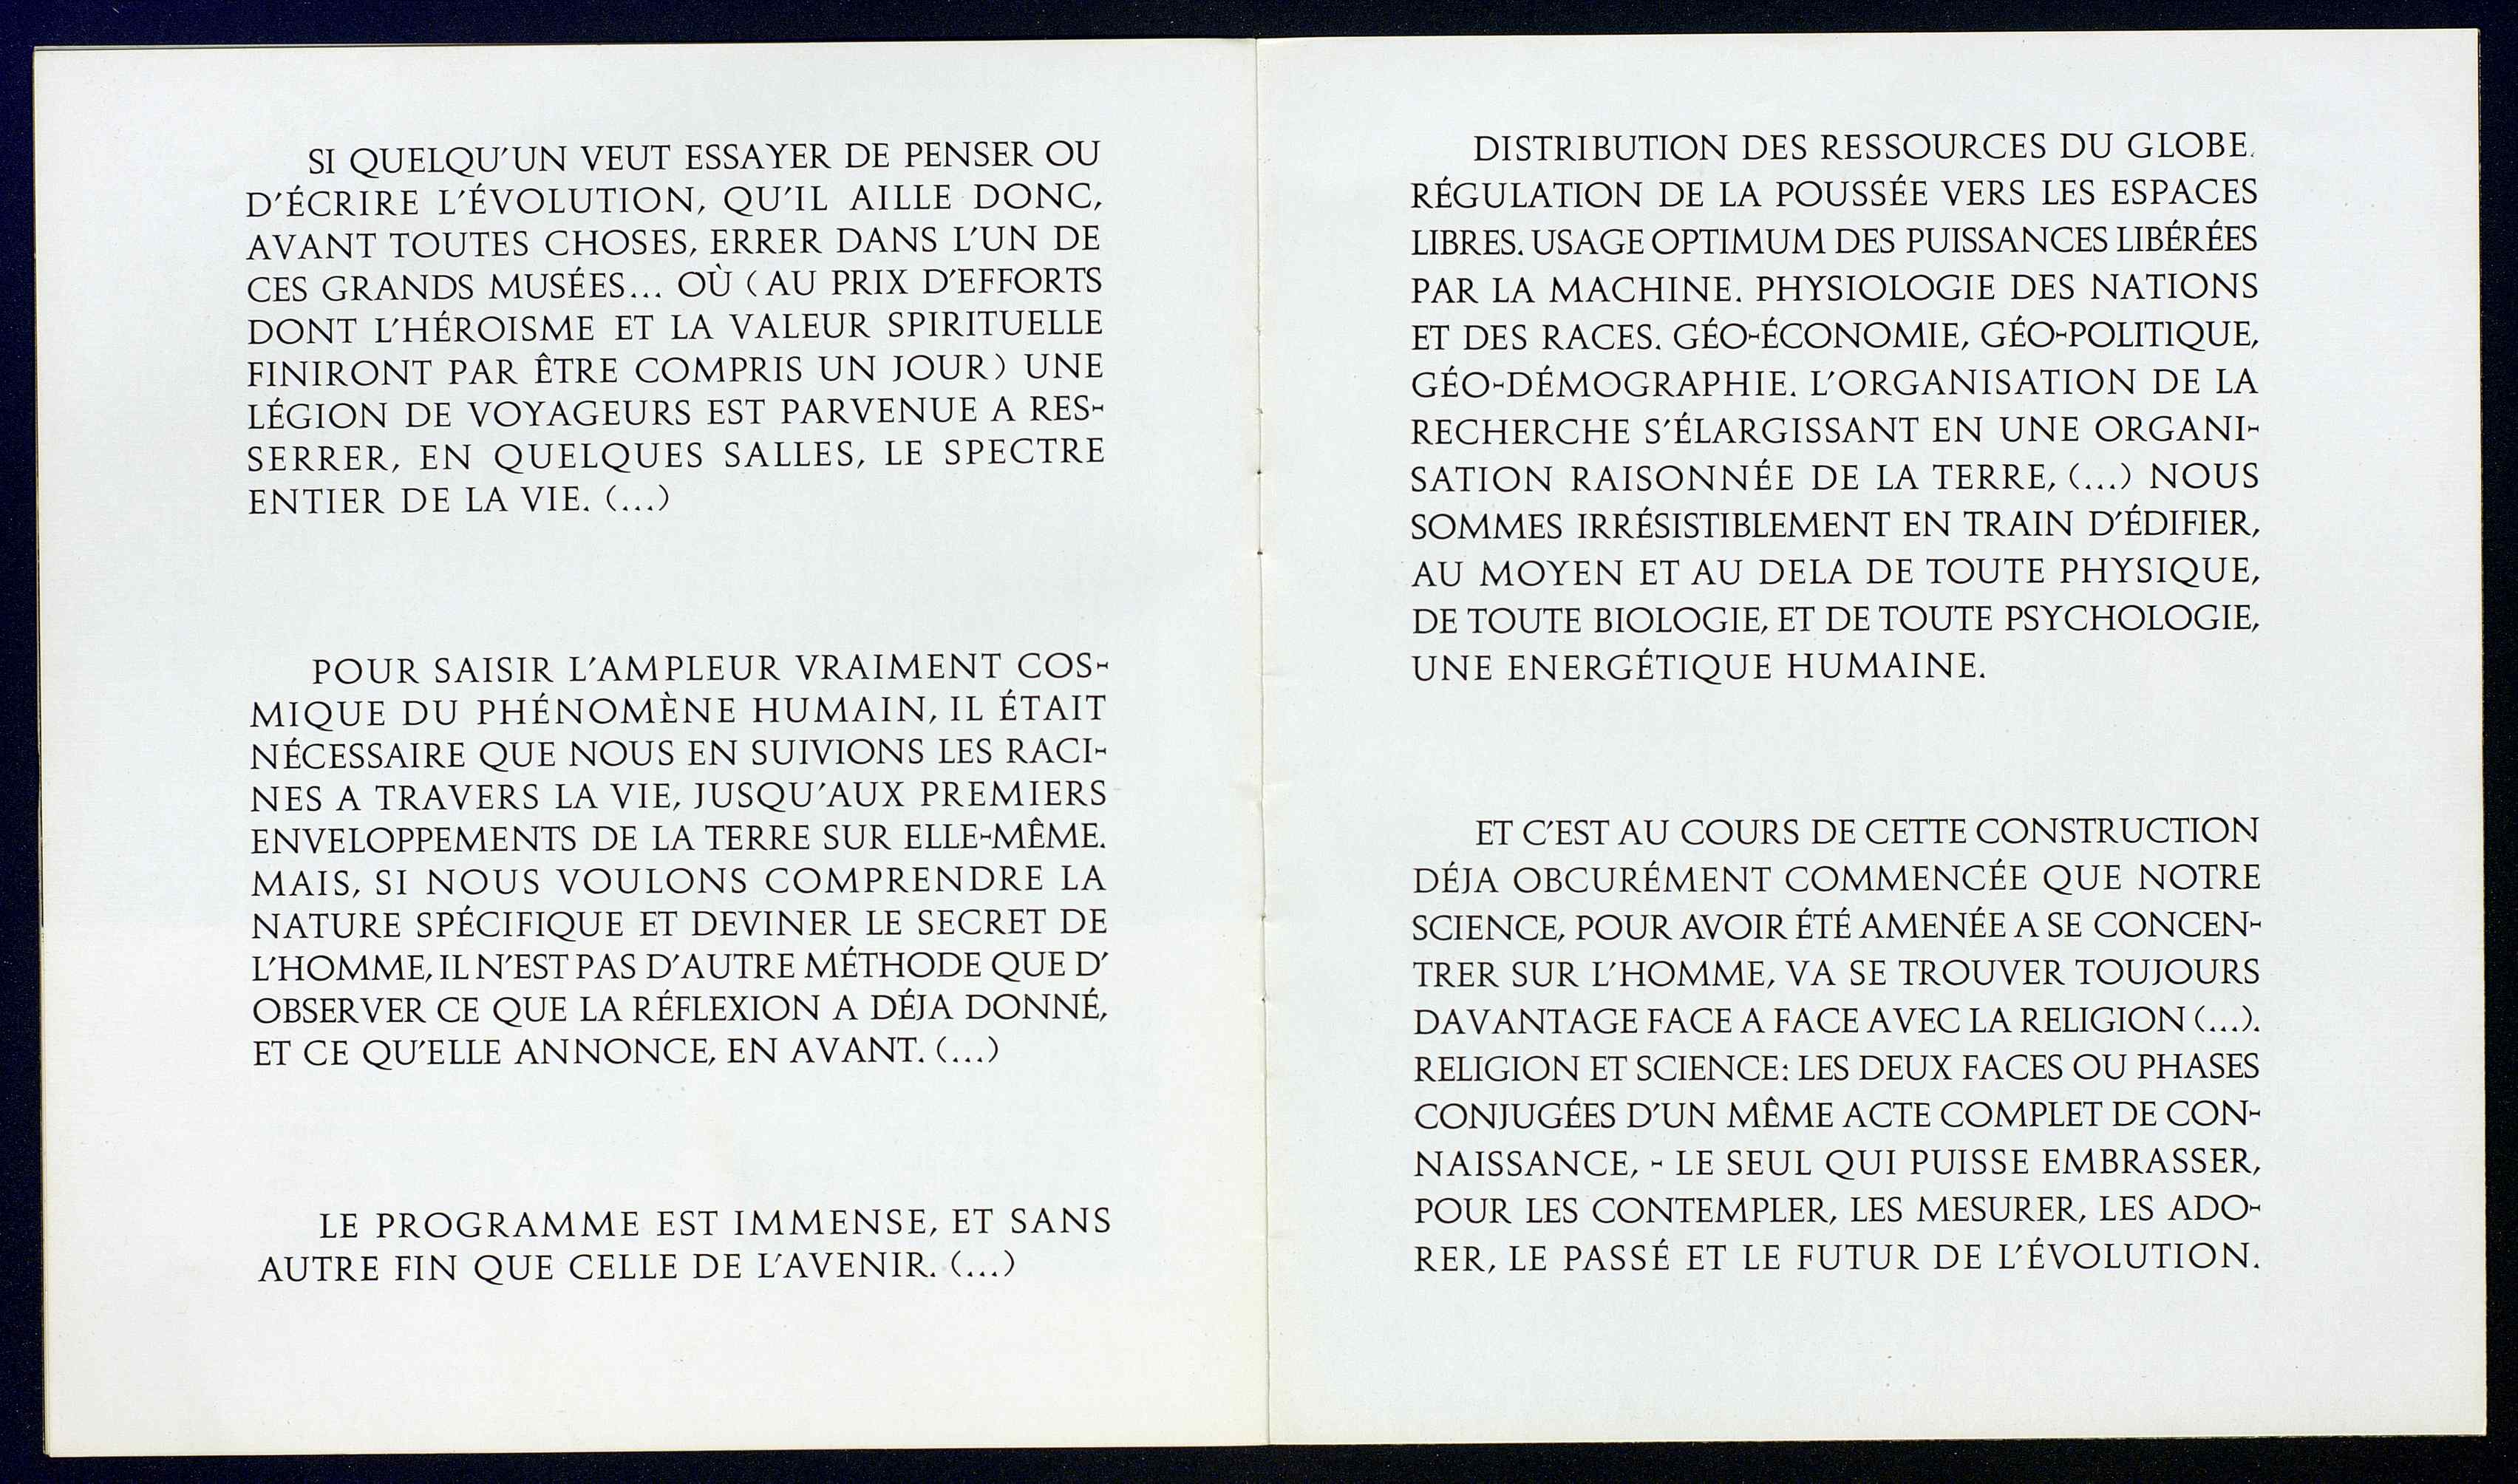 SI QUELQU'UN VEUT ESSAYER DE PENSER OU
D'ÉCRIRE L'ÉVOLUTION, QU'IL AILLE DONC,
AVANT TOUTES CHOSES, ERRER DANS L'UN DE
CES GRANDS MUSÉES... OÙ (AU PRIX D'EFFORTS
DONT L'HÉROISME ET LA VALEUR SPIRITUELLE
FINIRONT PAR ÊTRE COMPRIS UN JOUR) UNE
LÉGION DE VOYAGEURS EST PARVENUE A RES-
SERRER, EN QUELQUES SALLES, LE SPECTRE
ENTIER DE LA VIE. (...)
POUR SAISIR L'AMPLEUR VRAIMENT COS-
MIQUE DU PHÉNOMÈNE HUMAIN, IL ÉTAIT
NÉCESSAIRE QUE NOUS EN SUIVIONS LES RACI-
NES A TRAVERS LA VIE, JUSQU'AUX PREMIERS
ENVELOPPEMENTS DE LA TERRE SUR ELLE-MÊME.
MAIS, SI NOUS VOULONS COMPRENDRE LA
NATURE SPÉCIFIQUE ET DEVINER LE SECRET DE
L'HOMME, IL N'EST PAS D'AUTRE MÉTHODE QUE D'
OBSERVER CE QUE LA RÉFLEXION A DÉJA DONNÉ,
ET CE QU'ELLE ANNONCE, EN AVANT. (...)
LE PROGRAMME EST IMMENSE, ET SANS
AUTRE FIN QUE CELLE DE L'AVENIR. (...)
DISTRIBUTION DES RESSOURCES DU GLOBE.
RÉGULATION DE LA POUSSÉE VERS LES ESPACES
LIBRES. USAGE OPTIMUM DES PUISSANCES LIBÉRÉES
PAR LA MACHINE. PHYSIOLOGIE DES NATIONS
ET DES RACES. GÉO-ÉCONOMIE, GÉO-POLITIQUE,
GÉO-DÉMOGRAPHIE. L'ORGANISATION DE LA
RECHERCHE S'ÉLARGISSANT EN UNE ORGANI-
SATION RAISONNÉE DE LA TERRE, (...) NOUS
SOMMES IRRÉSISTIBLEMENT EN TRAIN D'ÉDIFIER,
AU MOYEN ET AU DELA DE TOUTE PHYSIQUE,
DE TOUTE BIOLOGIE, ET DE TOUTE PSYCHOLOGIE,
UNE ENERGÉTIQUE HUMAINE.
ET C'EST AU COURS DE CETTE CONSTRUCTION
DÉJA OBCURÉMENT COMMENCÉE QUE NOTRE
SCIENCE, POUR AVOIR ÉTÉ AMENÉE A SE CONCEN-
TRER SUR L'HOMME, VA SE TROUVER TOUJOURS
DAVANTAGE FACE A FACE AVEC LA RELIGION (...).
RELIGION ET SCIENCE: LES DEUX FACES OU PHASES
CONJUGÉES D'UN MÊME ACTE COMPLET DE CON-
NAISSANCE, - LE SEUL QUI PUISSE EMBRASSER,
POUR LES CONTEMPLER, LES MESURER, LES ADO-
RER, LE PASSÉ ET LE FUTUR DE L'ÉVOLUTION.